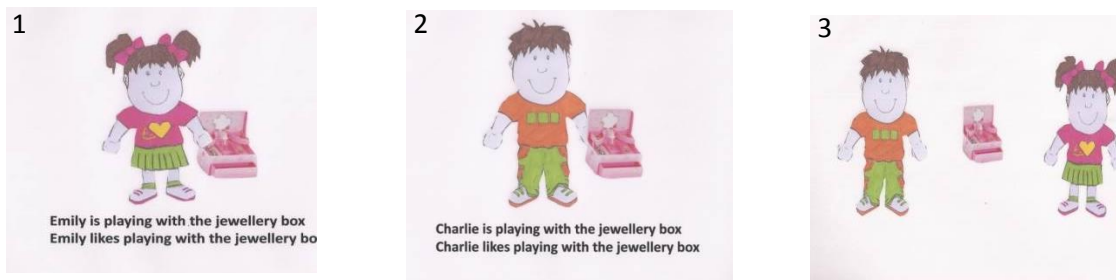 1
Emily is playing with the jewellery box
Emily likes playing with the jewellery bo
2
Charlie is playing with the jewellery box
Charlie likes playing with the jewellery box
3